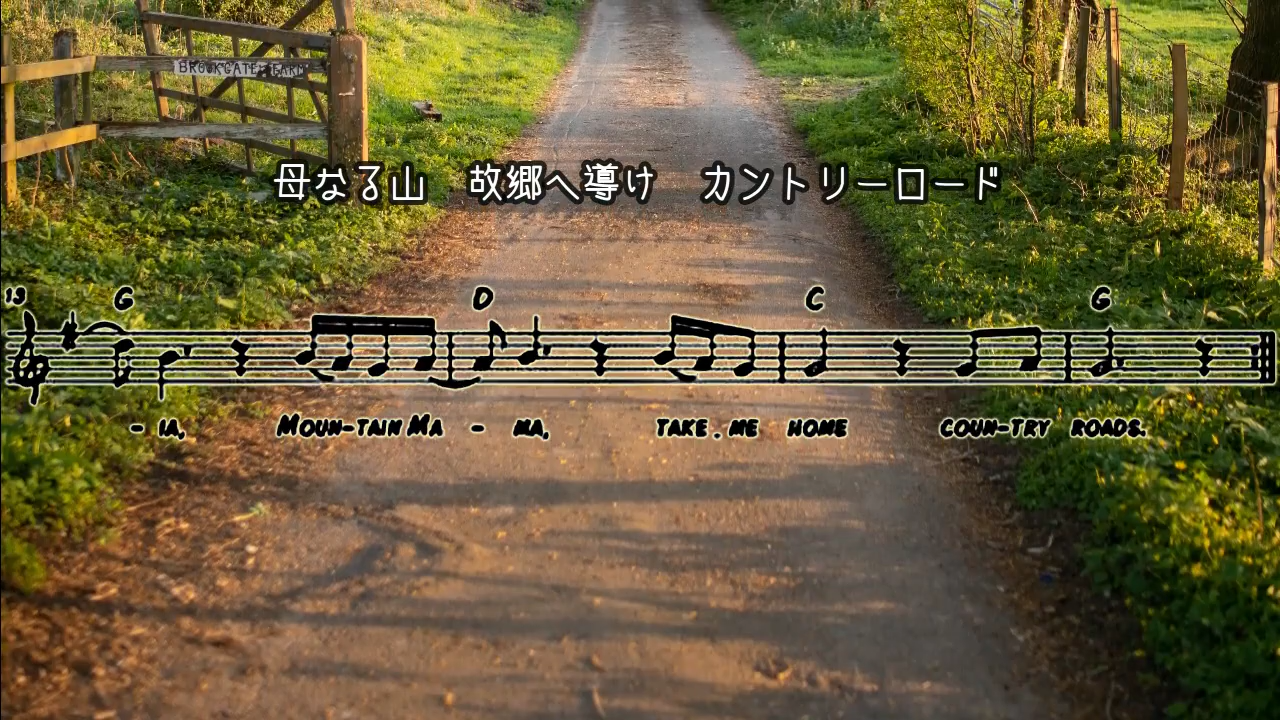 BROOKGATE FARM
母なる山　故郷へ導け　カントリーロード
13 G D C G
- IA, MOUN-TAIN MA - MA, TAKE . ME HOME COUN-TRY ROADS.